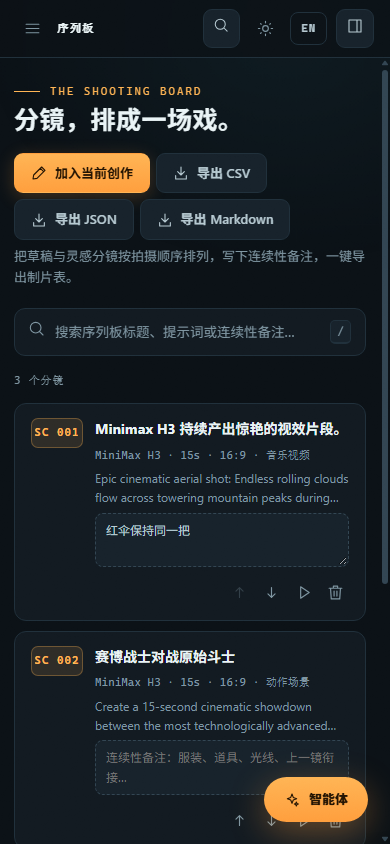 序列板
EN
THE SHOOTING BOARD
分镜，排成一场戏。
加入当前创作
导出 CSV
导出 JSON
导出 Markdown
把草稿与灵感分镜按拍摄顺序排列，写下连续性备注，一键导
出制片表。
搜索序列板标题、提示词或连续性备注...
/
3 个分镜
SC 001
Minimax H3 持续产出惊艳的视效片段。
MiniMax H3 · 15s · 16:9 · 音乐视频
Epic cinematic aerial shot: Endless rolling clouds
flow across towering mountain peaks during...
红伞保持同一把
SC 002
赛博战士对战原始斗士
MiniMax H3 · 15s · 16:9 · 动作场景
Create a 15-second cinematic showdown
between the most technologically advanced...
连续性备注：服装、道具、光线、上一镜衔
接...
智能体